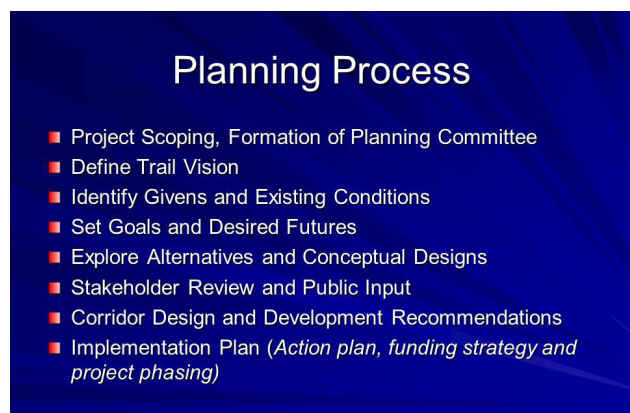 Planning Process
Project Scoping, Formation of Planning Committee
Define Trail Vision
Identify Givens and Existing Conditions
Set Goals and Desired Futures
Explore Alternatives and Conceptual Designs
Stakeholder Review and Public Input
Corridor Design and Development Recommendations
Implementation Plan (Action plan, funding strategy and
project phasing)